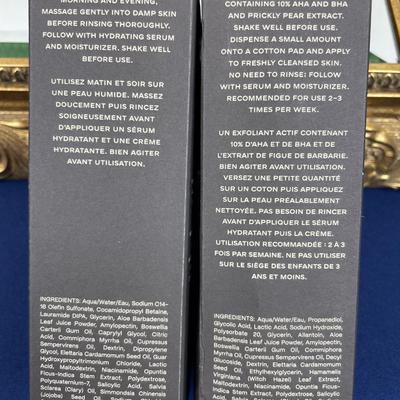 MORNING AND EVENING,
MASSAGE GENTLY INTO DAMP SKIN
BEFORE RINSING THOROUGHLY.
FOLLOW WITH HYDRATING SERUM
AND MOISTURIZER. SHAKE WELL
BEFORE USE.
UTILISEZ MATIN ET SOIR SUR
UNE PEAU HUMIDE. MASSEZ
DOUCEMENT PUIS RINCEZ
SOIGNEUSEMENT AVANT
D'APPLIQUER UN SÉRUM
HYDRATANT ET UNE CRÈME
HYDRATANTE. BIEN AGITER
AVANT UTILISATION.
INGREDIENTS: Aqua/Water/Eau, Sodium C14-
16 Olefin Sulfonate, Cocamidopropyl Betaine,
Lauramide DIPA, Glycerin, Aloe Barbadensis
Leaf Juice Powder, Amylopectin, Boswellia
Carterii Gum Oil, Caprylyl Glycol, Citric
Acid, Commiphora Myrrha Oil, Cupressus
Sempervirens Oil, Dextrin, Disodium Lauryl
Glycol, Elettaria Cardamomum Seed Oil, Guar
Hydroxypropyltrimonium Chloride, Lactic
Acid, Maltodextrin, Niacinamide, Opuntia
Ficus-Indica Stem Extract, Polydextrose,
Polyquaternium-7, Salicylic Acid, Salvia
Sclarea (Clary) Oil, Simmondsia Chinensis
(Jojoba) Seed Oil, Sodium
CONTAINING 10% AHA AND BHA
AND PRICKLY PEAR EXTRACT.
SHAKE WELL BEFORE USE.
DISPENSE A SMALL AMOUNT
ONTO A COTTON PAD AND APPLY
TO FRESHLY CLEANSED SKIN.
NO NEED TO RINSE: FOLLOW
WITH SERUM AND MOISTURIZER.
RECOMMENDED FOR USE 2-3
TIMES PER WEEK.
UN EXFOLIANT ACTIF CONTENANT
10% D'AHA ET DE BHA ET DE
L'EXTRAIT DE FIGUE DE BARBARIE.
BIEN AGITER AVANT UTILISATION.
VERSEZ UNE PETITE QUANTITÉ
SUR UN COTON PUIS APPLIQUEZ
SUR LA PEAU PRÉALABLEMENT
NETTOYÉE. PAS BESOIN DE RINCER
AVANT D'APPLIQUER LE SÉRUM
HYDRATANT PUIS LA CRÈME.
UTILISATION RECOMMANDÉE : 2 À 3
FOIS PAR SEMAINE. NE PAS UTILISER
SUR LE SIÈGE DES ENFANTS DE 3
ANS ET MOINS.
INGREDIENTS: Aqua/Water/Eau, Propanediol,
Glycolic Acid, Lactic Acid, Sodium Hydroxide,
Polysorbate 20, Glycerin, Allantoin, Aloe
Barbadensis Leaf Juice Powder, Amylopectin,
Boswellia Carterii Gum Oil, Commiphora
Myrrha Oil, Cupressus Sempervirens Oil, Decyl
Glucoside, Dextrin, Elettaria Cardamomum
Seed Oil, Ethylhexylglycerin, Hamamelis
Virginiana (Witch Hazel) Leaf Extract,
Maltodextrin, Niacinamide, Opuntia Ficus-